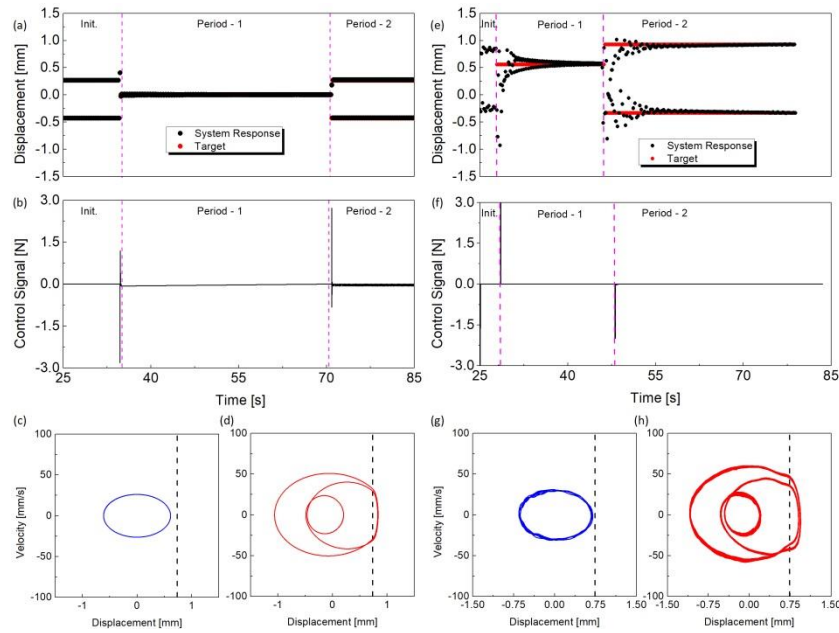 (a)
Init.
Period - 1
Period - 2
Displacement [mm]
1.5
1.0
0.5
0.0
-0.5
-1.0
-1.5
System Response
Target
(b)
Init.
Period - 1
Period - 2
Control Signal [N]
3.0
1.5
0.0
-1.5
-3.0
25
45
65
85
Time [s]
(e)
Init.
Period - 1
Period - 2
Displacement [mm]
1.5
1.0
0.5
0.0
-0.5
-1.0
-1.5
System Response
Target
(f)
Init.
Period - 1
Period - 2
Control Signal [N]
3.0
1.5
0.0
-1.5
-3.0
25
45
65
85
Time [s]
(c)
Velocity [mm/s]
100
50
0
-50
-100
-1
0
1
Displacement [mm]
(d)
100
50
0
-50
-100
-1
0
1
Displacement [mm]
(g)
Velocity [mm/s]
100
50
0
-50
-100
-1.50
-0.75
0.00
0.75
1.50
Displacement [mm]
(h)
100
50
0
-50
-100
-1.50
-0.75
0.00
0.75
1.50
Displacement [mm]